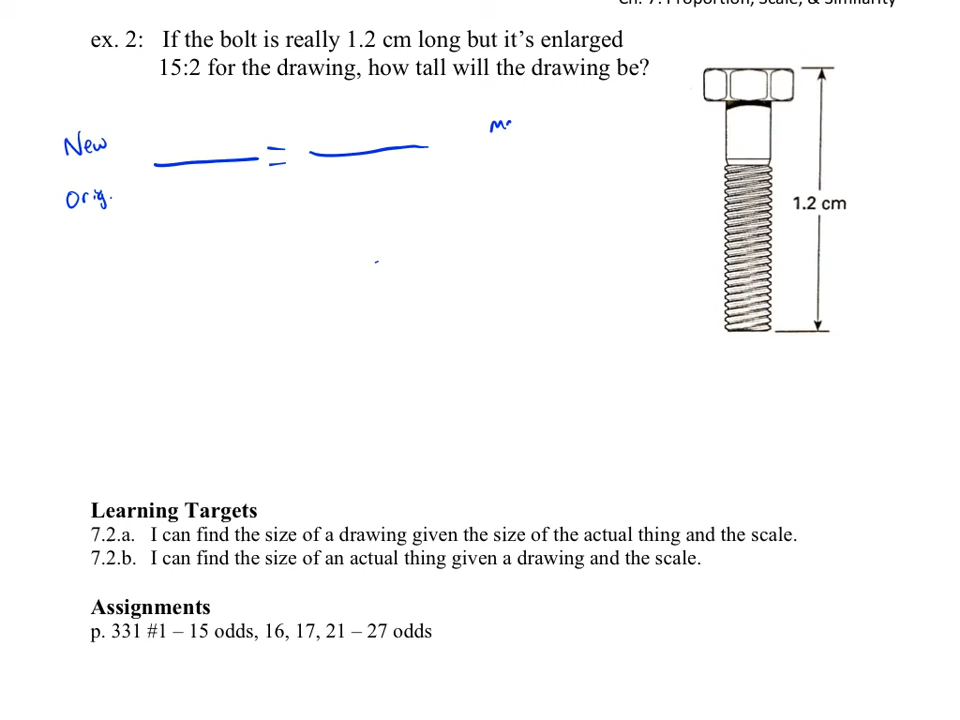 ex. 2: If the bolt is really 1.2 cm long but it's enlarged
15:2 for the drawing, how tall will the drawing be?
New
=
Orig.
1.2 cm
Learning Targets
7.2.a. I can find the size of a drawing given the size of the actual thing and the scale.
7.2.b. I can find the size of an actual thing given a drawing and the scale.
Assignments
p. 331 #1 – 15 odds, 16, 17, 21 – 27 odds